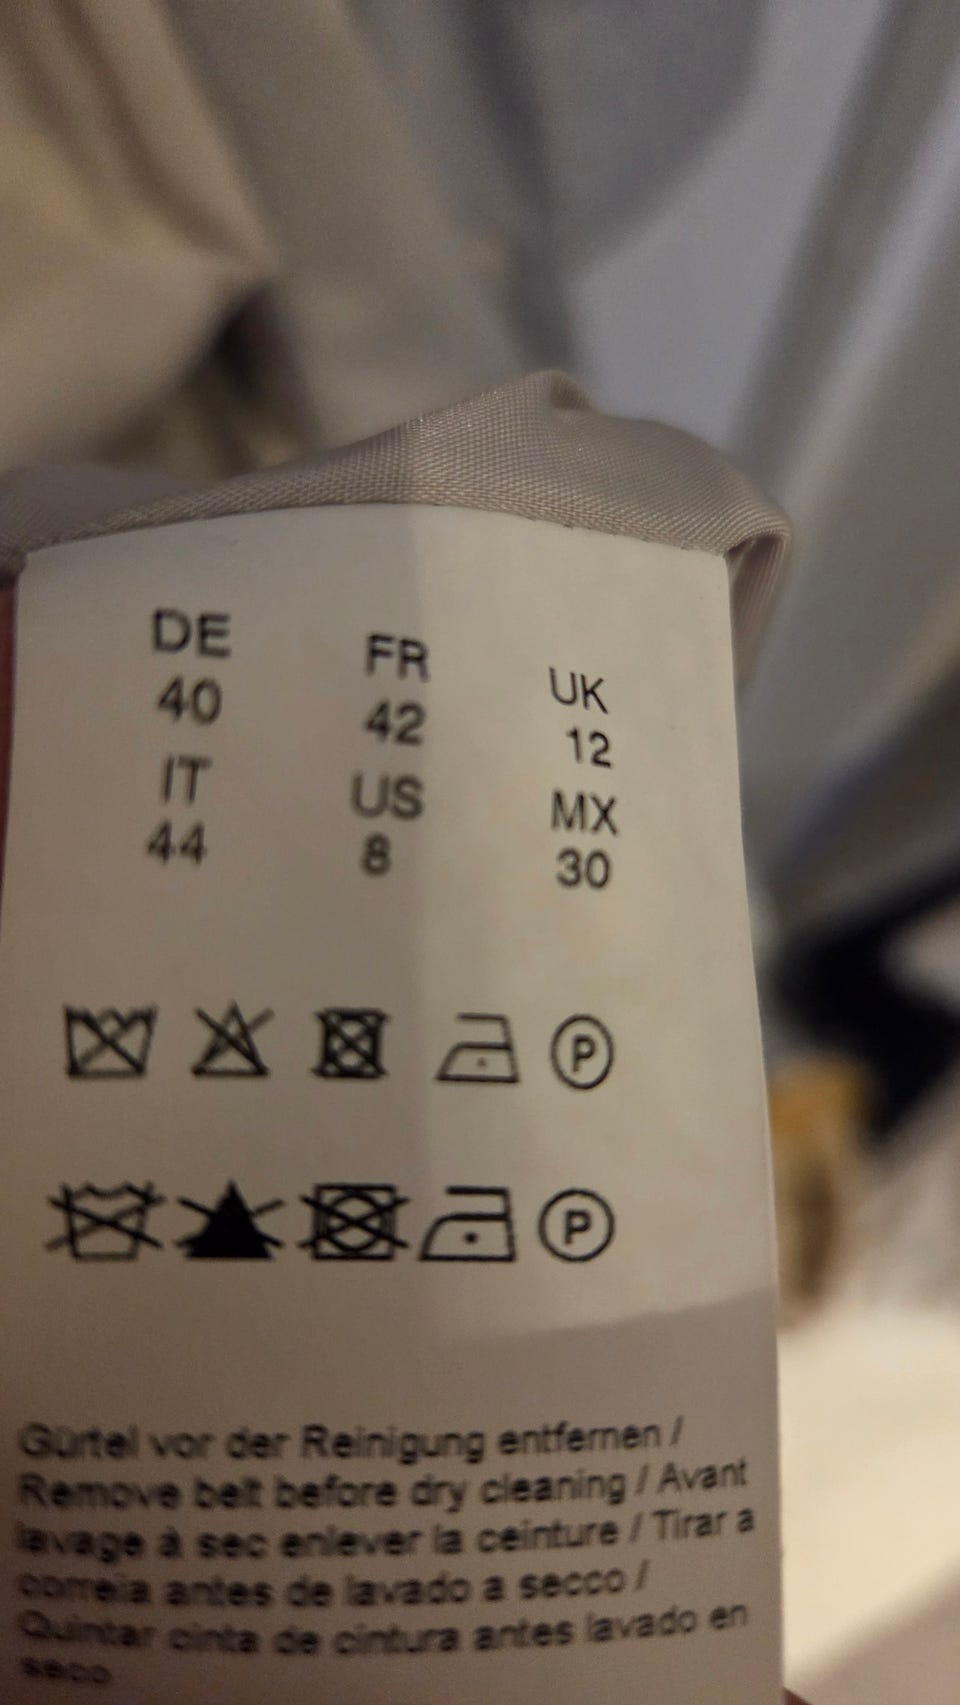 DE FR UK
40 42 12
IT US MX
44 8 30
P
P
Gürtel vor der Reinigung entfernen /
Remove belt before dry cleaning / Avant
lavage à sec enlever la ceinture / Tirar a
correia antes de lavado a secco /
Quintar cinta de cintura antes lavado en
seco